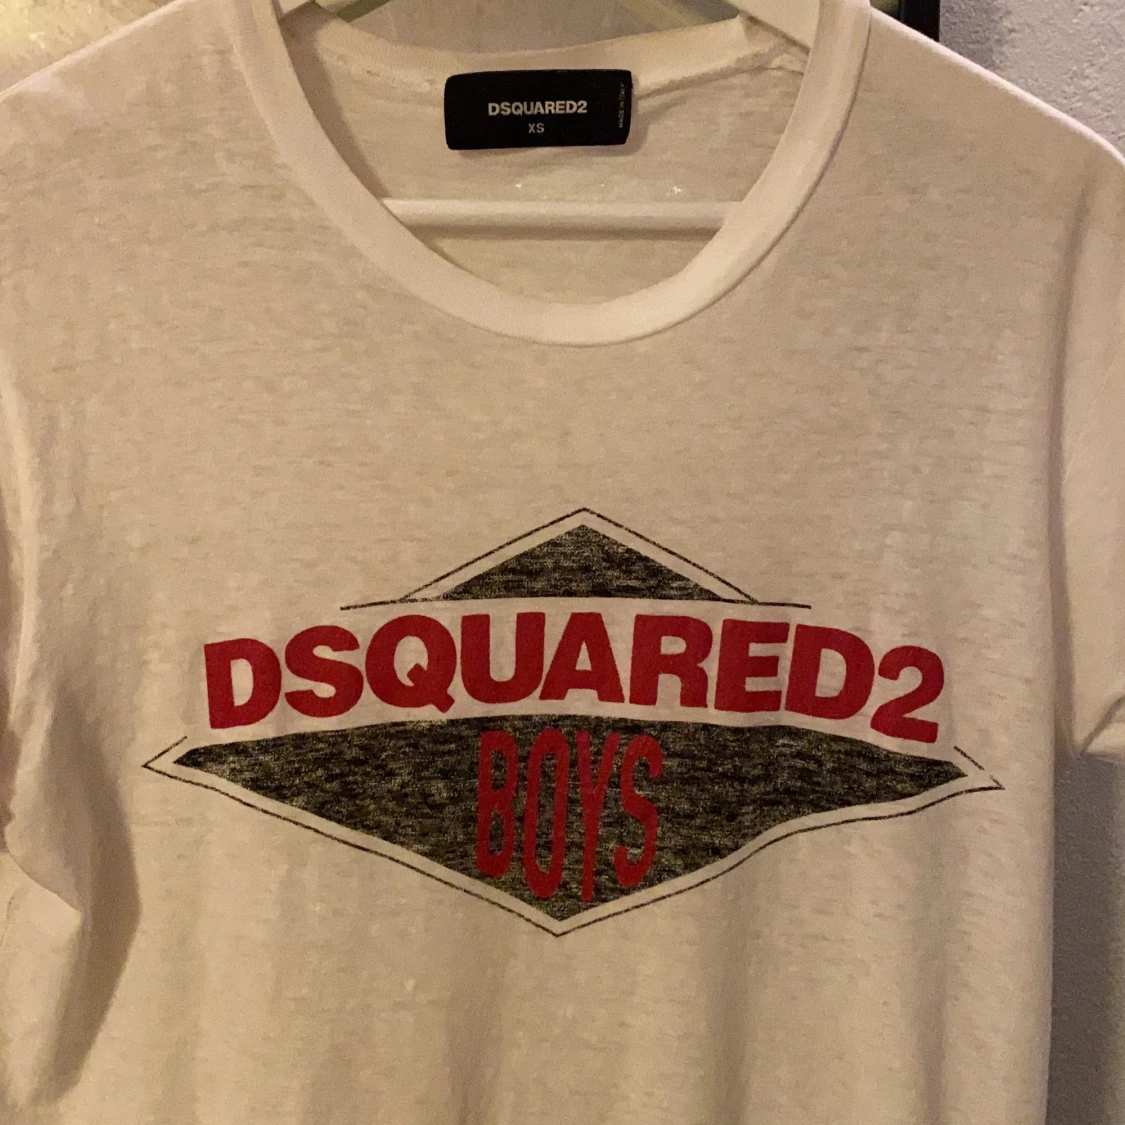 DSQUARED2
XS
MADE IN ITALY
DSQUARED2
BOYS